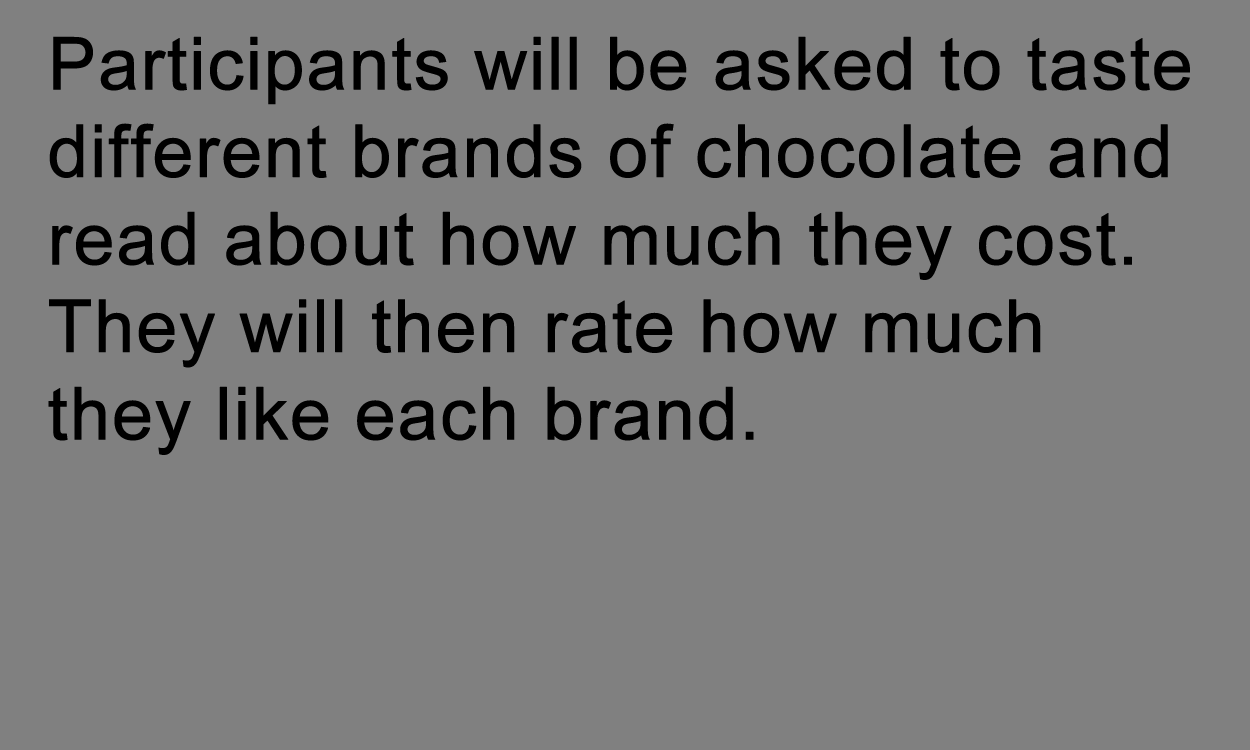 Participants will be asked to taste
different brands of chocolate and
read about how much they cost.
They will then rate how much
they like each brand.